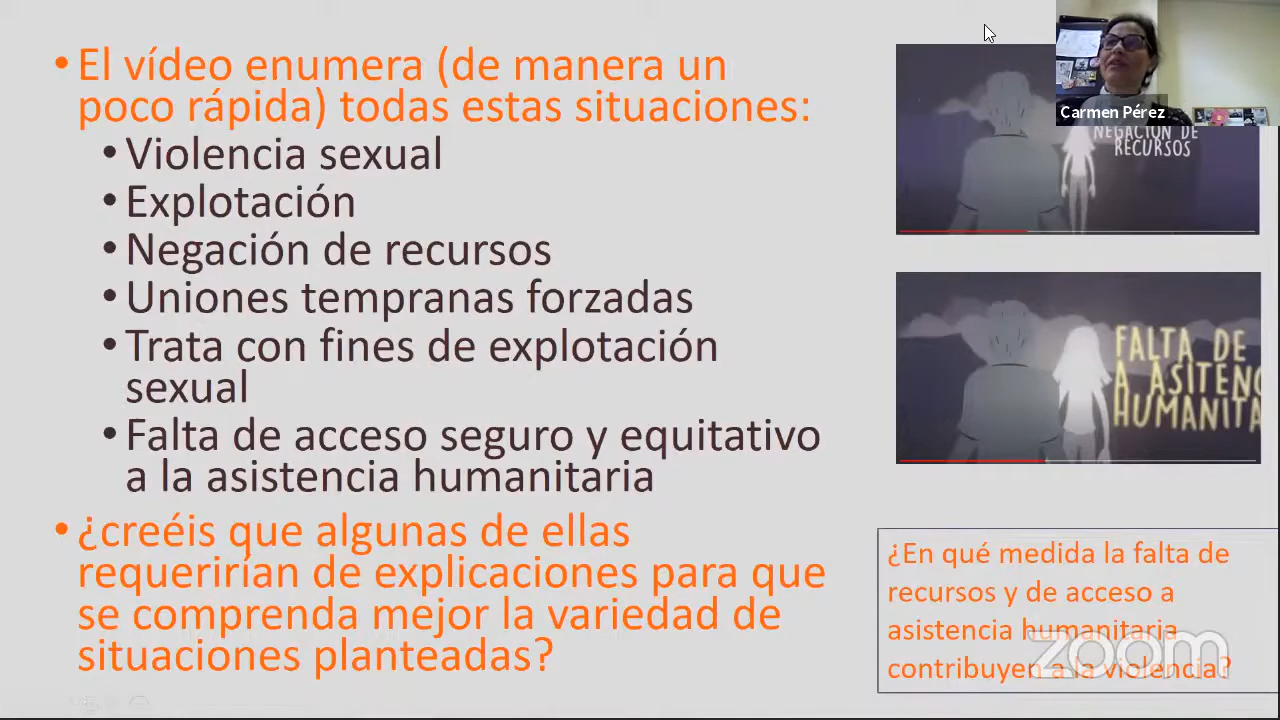 • El vídeo enumera (de manera un
poco rápida) todas estas situaciones:
• Violencia sexual
• Explotación
• Negación de recursos
• Uniones tempranas forzadas
• Trata con fines de explotación
sexual
• Falta de acceso seguro y equitativo
a la asistencia humanitaria
• ¿creéis que algunas de ellas
requerirían de explicaciones para que
se comprenda mejor la variedad de
situaciones planteadas?
Carmen Pérez
NEGACIÓN DE
RECURSOS
FALTA DE
A ASITENC
HUMANITA
¿En qué medida la falta de
recursos y de acceso a
asistencia humanitaria
contribuyen a la violencia?
zoom